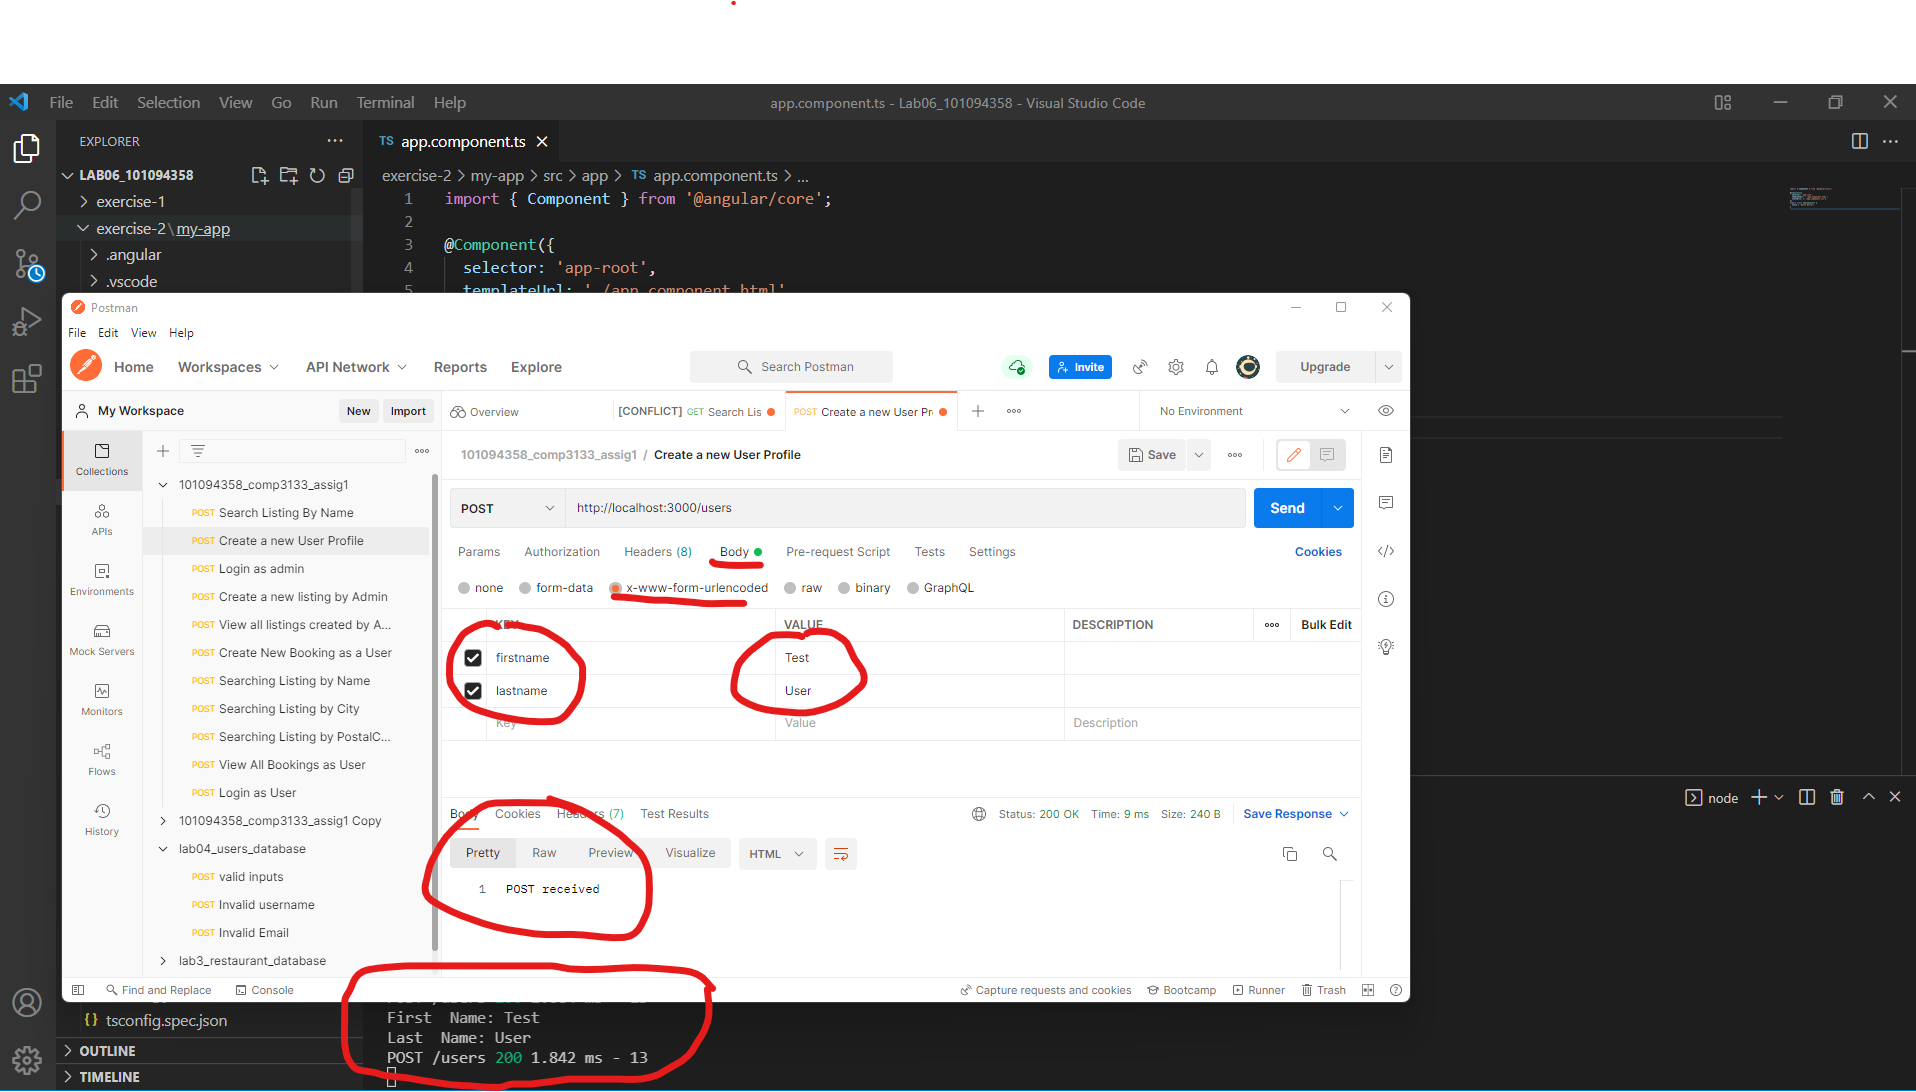 File Edit Selection View Go Run Terminal Help app.component.ts - Lab06_101094358 - Visual Studio Code
EXPLORER
TS app.component.ts
LAB06_101094358
exercise-2 > my-app > src > app > TS app.component.ts > ...
exercise-1
exercise-2\my-app
.angular
.vscode
1 import { Component } from '@angular/core';
2
3 @Component({
4 selector: 'app-root',
5 templateUrl: './app.component.html'
Postman
File Edit View Help
Home Workspaces API Network Reports Explore Search Postman Invite Upgrade
My Workspace New Import Overview [CONFLICT] GET Search Lis POST Create a new User Pr No Environment
Collections
APIs
Environments
Mock Servers
Monitors
Flows
History
101094358_comp3133_assig1
POST Search Listing By Name
POST Create a new User Profile
POST Login as admin
POST Create a new listing by Admin
POST View all listings created by A...
POST Create New Booking as a User
POST Searching Listing by Name
POST Searching Listing by City
POST Searching Listing by PostalC...
POST View All Bookings as User
POST Login as User
101094358_comp3133_assig1 Copy
lab04_users_database
POST valid inputs
POST Invalid username
POST Invalid Email
lab3_restaurant_database
101094358_comp3133_assig1 / Create a new User Profile Save
POST http://localhost:3000/users Send
Params Authorization Headers (8) Body Pre-request Script Tests Settings Cookies
none form-data x-www-form-urlencoded raw binary GraphQL
KEY VALUE DESCRIPTION Bulk Edit
firstname Test
lastname User
Key Value Description
Body Cookies Headers (7) Test Results Status: 200 OK Time: 9 ms Size: 240 B Save Response
Pretty Raw Preview Visualize HTML
1 POST received
Find and Replace Console Capture requests and cookies Bootcamp Runner Trash
node
{} tsconfig.spec.json
OUTLINE
TIMELINE
First Name: Test
Last Name: User
POST /users 200 1.842 ms - 13